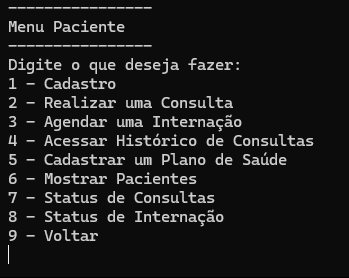 ----------------
Menu Paciente
----------------
Digite o que deseja fazer:
1 - Cadastro
2 - Realizar uma Consulta
3 - Agendar uma Internação
4 - Acessar Histórico de Consultas
5 - Cadastrar um Plano de Saúde
6 - Mostrar Pacientes
7 - Status de Consultas
8 - Status de Internação
9 - Voltar